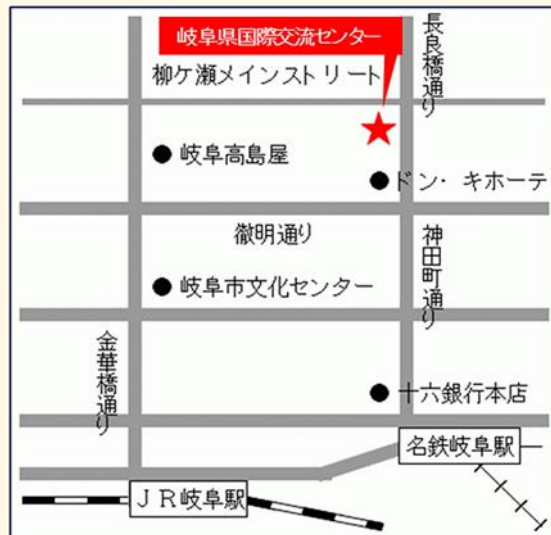 岐阜県国際交流センター
長良橋通り
柳ケ瀬メインストリート
岐阜高島屋
ドン・キホーテ
徹明通り
神田町通り
岐阜市文化センター
金華橋通り
十六銀行本店
名鉄岐阜駅
ＪＲ岐阜駅